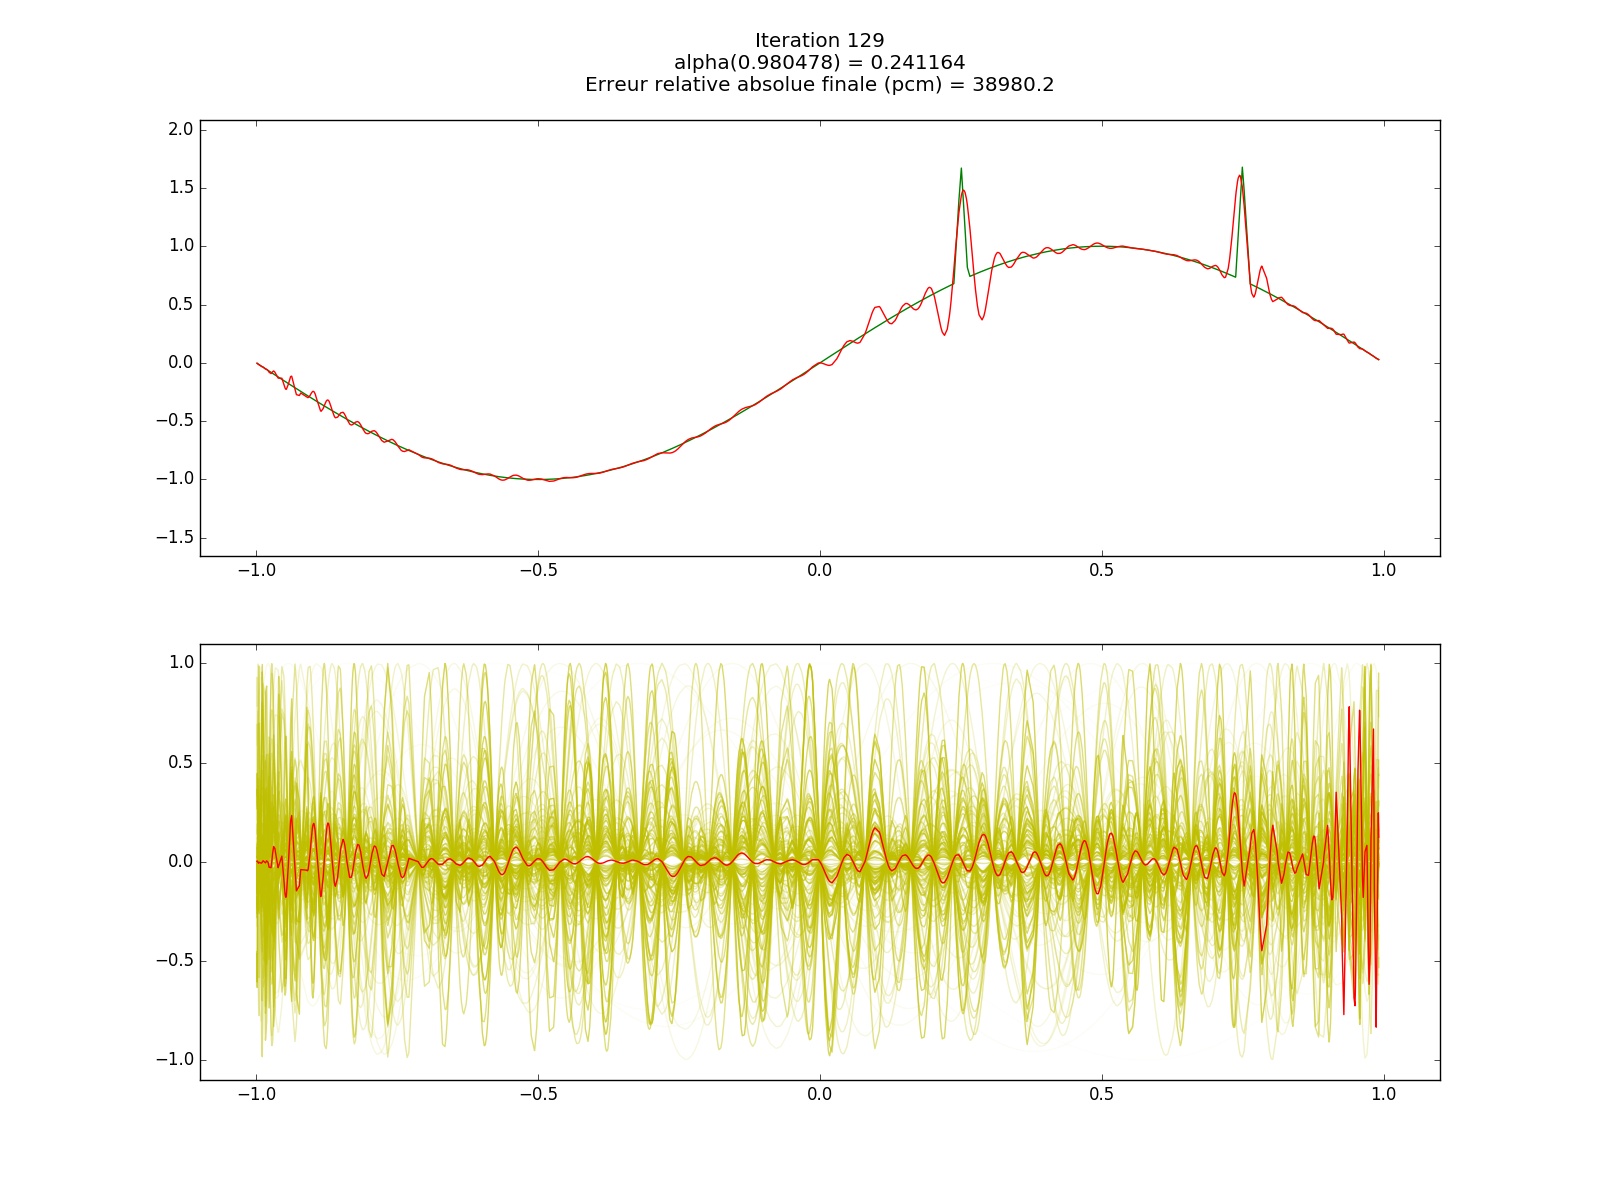 Iteration 129
alpha(0.980478) = 0.241164
Erreur relative absolue finale (pcm) = 38980.2
2.0
1.5
1.0
0.5
0.0
−0.5
−1.0
−1.5
−1.0 −0.5 0.0 0.5 1.0
1.0
0.5
0.0
−0.5
−1.0
−1.0 −0.5 0.0 0.5 1.0